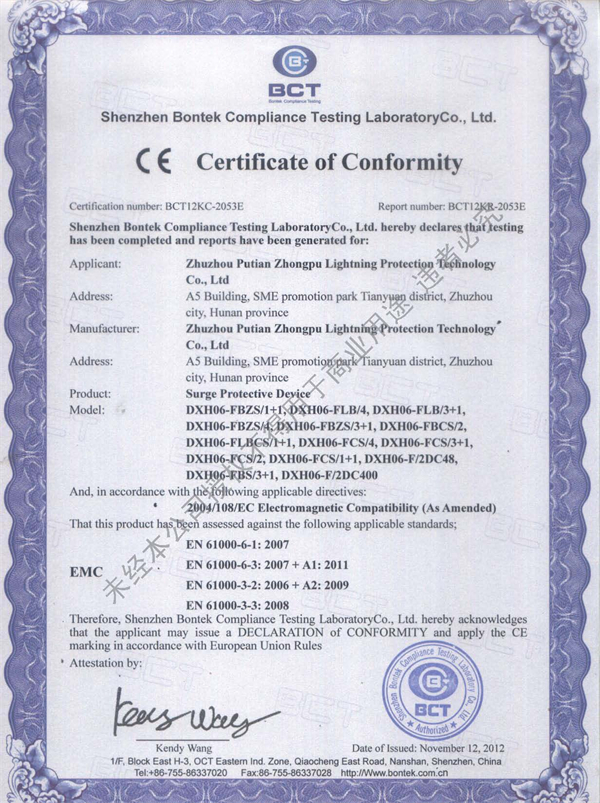 BCT
Bontek Compliance Testing
Shenzhen Bontek Compliance Testing LaboratoryCo., Ltd.
CE Certificate of Conformity
Certification number: BCT12KC-2053E Report number: BCT12KR-2053E
Shenzhen Bontek Compliance Testing LaboratoryCo., Ltd. hereby declares that testing
has been completed and reports have been generated for:
Applicant: Zhuzhou Putian Zhongpu Lightning Protection Technology
Co., Ltd
Address: A5 Building, SME promotion park Tianyuan district, Zhuzhou
city, Hunan province
Manufacturer: Zhuzhou Putian Zhongpu Lightning Protection Technology
Co., Ltd
Address: A5 Building, SME promotion park Tianyuan district, Zhuzhou
city, Hunan province
Product: Surge Protective Device
Model: DXH06-FBZS/1+1, DXH06-FLB/4, DXH06-FLB/3+1,
DXH06-FBZS/4, DXH06-FBZS/3+1, DXH06-FBCS/2,
DXH06-FLBCS/1+1, DXH06-FCS/4, DXH06-FCS/3+1,
DXH06-FCS/2, DXH06-FCS/1+1, DXH06-F/2DC48,
DXH06-FBS/3+1, DXH06-F/2DC400
And, in accordance with the following applicable directives:
2004/108/EC Electromagnetic Compatibility (As Amended)
That this product has been assessed against the following applicable standards;
EN 61000-6-1: 2007
EMC EN 61000-6-3: 2007 + A1: 2011
EN 61000-3-2: 2006 + A2: 2009
EN 61000-3-3: 2008
Therefore, Shenzhen Bontek Compliance Testing LaboratoryCo., Ltd. hereby acknowledges
that the applicant may issue a DECLARATION of CONFORMITY and apply the CE
marking in accordance with European Union Rules
Attestation by:
Shenzhen Bontek Compliance Testing Laboratory Co., Ltd
BCT
Authorized
Kendy Wang
Kendy Wang Date of Issued: November 12, 2012
1/F, Block East H-3, OCT Eastern Ind. Zone, Qiaocheng East Road, Nanshan, Shenzhen, China
Tel:+86-755-86337020 Fax:86-755-86337028 http://Www.bontek.com.cn
未经本公司授权不得用于商业用途 违者必究